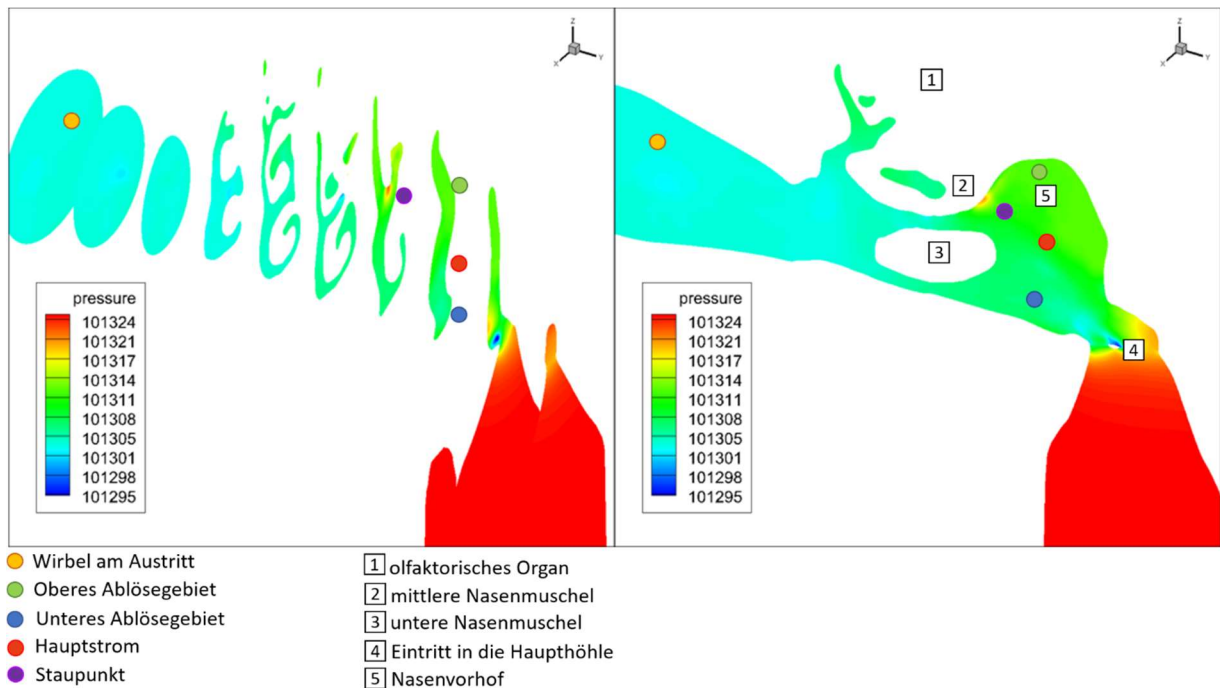 Z
X
Y
pressure
101324
101321
101317
101314
101311
101308
101305
101301
101298
101295
Z
X
Y
1
2
5
3
4
pressure
101324
101321
101317
101314
101311
101308
101305
101301
101298
101295
Wirbel am Austritt
Oberes Ablösegebiet
Unteres Ablösegebiet
Hauptstrom
Staupunkt
1 olfaktorisches Organ
2 mittlere Nasenmuschel
3 untere Nasenmuschel
4 Eintritt in die Haupthöhle
5 Nasenvorhof